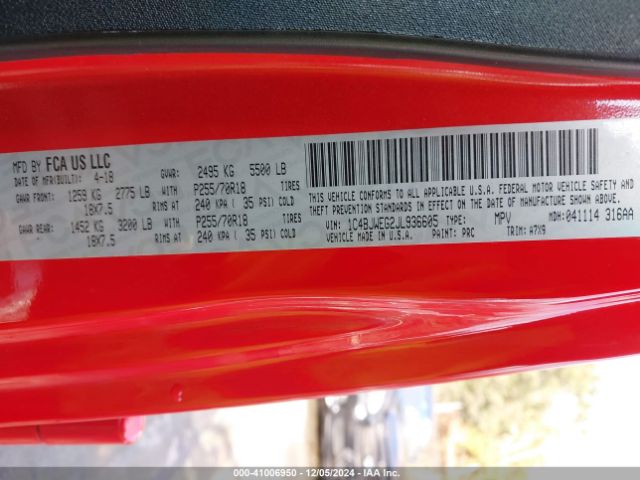 MFD BY FCA US LLC
DATE OF MFR(BUILT): 4-18 GVWR: 2495 KG 5500 LB
GAWR FRONT: 1259 KG 2775 LB WITH P255/70R18 TIRES
18X7.5 RIMS AT 240 KPA ( 35 PSI) COLD
GAWR REAR: 1452 KG 3200 LB WITH P255/70R18 TIRES
18X7.5 RIMS AT 240 KPA ( 35 PSI) COLD
THIS VEHICLE CONFORMS TO ALL APPLICABLE U.S.A. FEDERAL MOTOR VEHICLE SAFETY AND
THEFT PREVENTION STANDARDS IN EFFECT ON THE DATE OF MANUFACTURE SHOWN ABOVE.
VIN: 1C4BJWEG2JL936605 TYPE: MPV MDH: 041114 316AA
VEHICLE MADE IN U.S.A. PAINT: PRC TRIM: A7X9
000-41006950 | 12/05/2024 | IAA Inc.